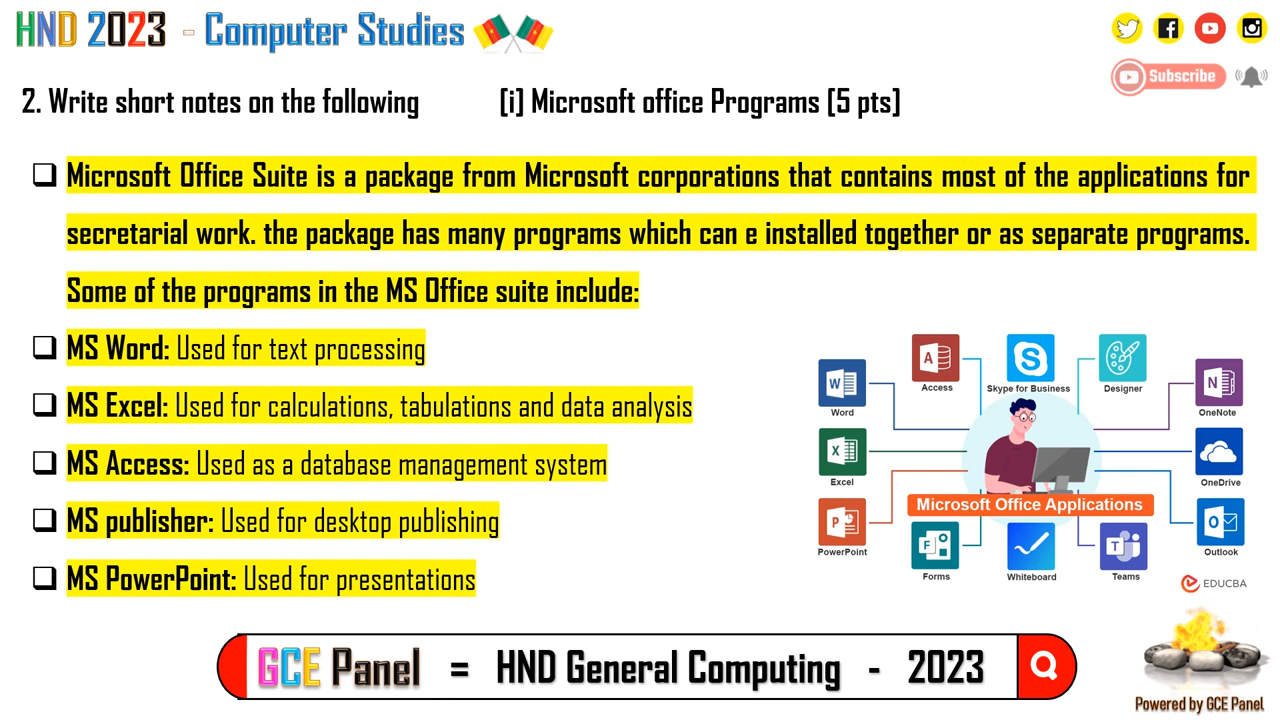 HND 2023 - Computer Studies
Subscribe
2. Write short notes on the following [i] Microsoft office Programs [5 pts]
Microsoft Office Suite is a package from Microsoft corporations that contains most of the applications for
secretarial work. the package has many programs which can e installed together or as separate programs.
Some of the programs in the MS Office suite include:
MS Word: Used for text processing
MS Excel: Used for calculations, tabulations and data analysis
MS Access: Used as a database management system
MS publisher: Used for desktop publishing
MS PowerPoint: Used for presentations
A
S
W
N
Access
Skype for Business
Designer
Word
OneNote
X
Excel
OneDrive
P
Microsoft Office Applications
O
PowerPoint
F
T
Outlook
Forms
Whiteboard
Teams
EDUCBA
GCE Panel = HND General Computing - 2023
Powered by GCE Panel